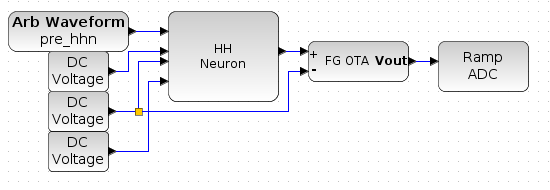 Arb Waveform
pre_hhn
DC
Voltage
DC
Voltage
DC
Voltage
HH
Neuron
+
-
FG OTA Vout
Ramp
ADC